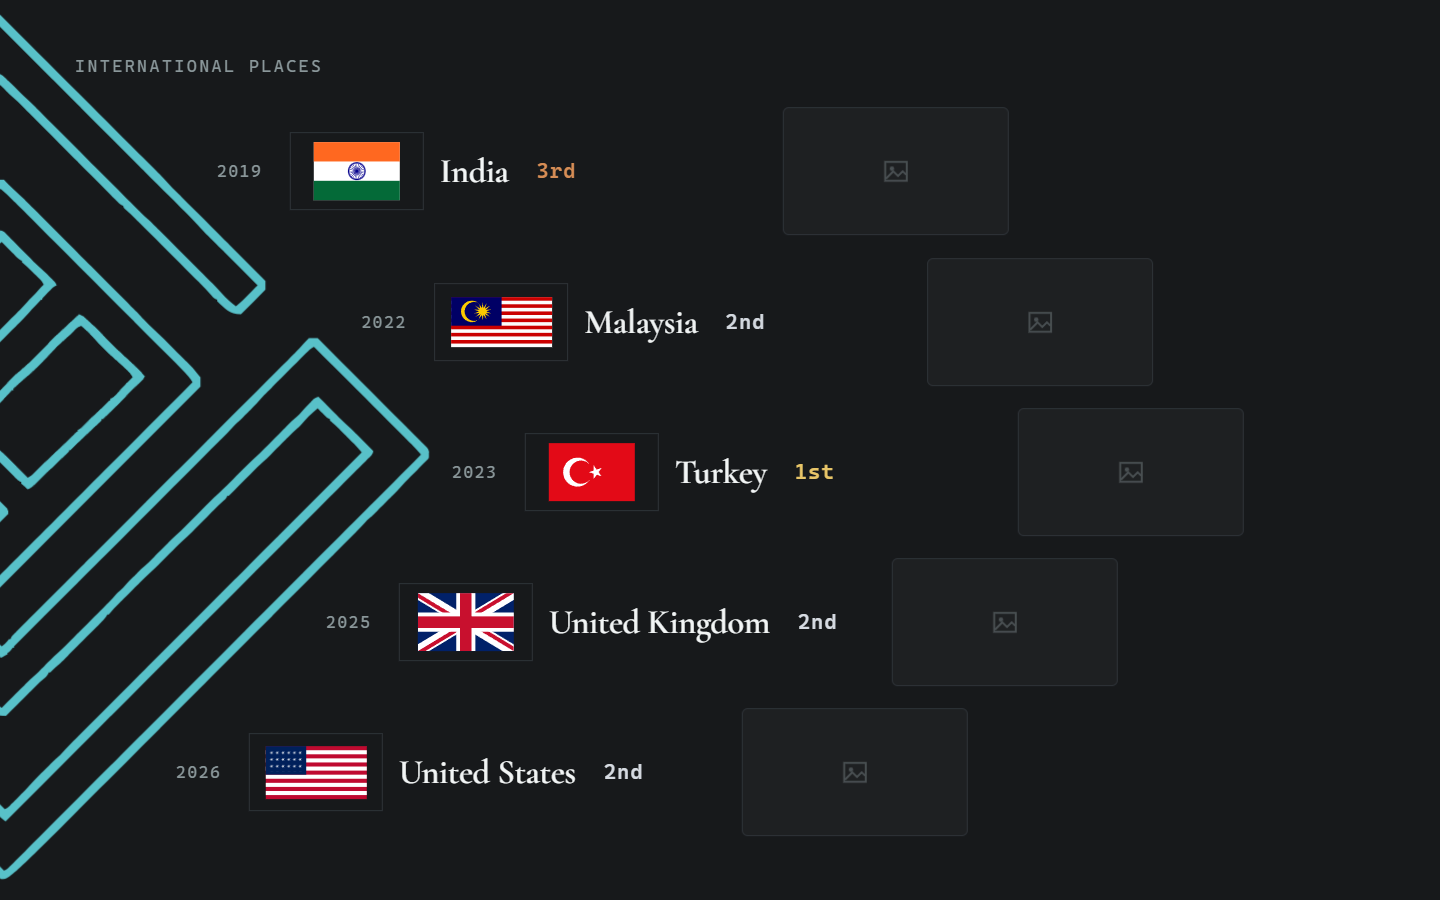 INTERNATIONAL PLACES
2019 India 3rd
2022 Malaysia 2nd
2023 Turkey 1st
2025 United Kingdom 2nd
2026 United States 2nd